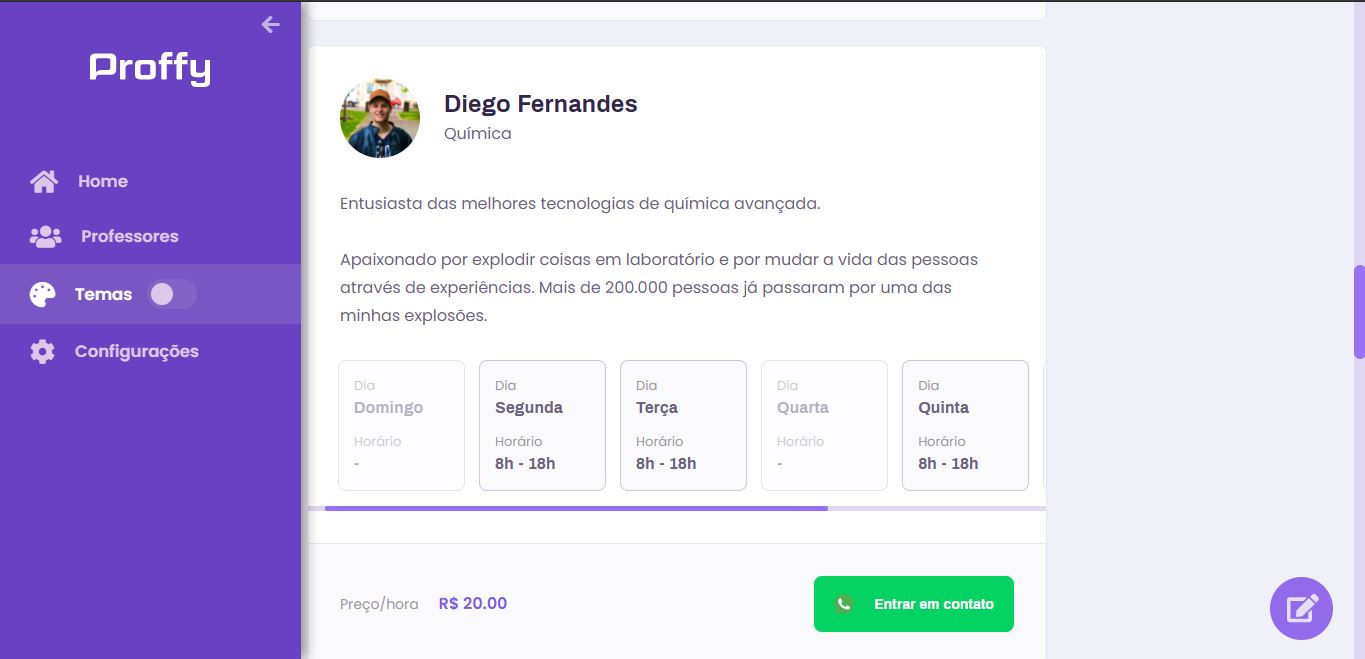 Proffy
Home
Professores
Temas
Configurações
Diego Fernandes
Química
Entusiasta das melhores tecnologias de química avançada.
Apaixonado por explodir coisas em laboratório e por mudar a vida das pessoas
através de experiências. Mais de 200.000 pessoas já passaram por uma das
minhas explosões.
Dia
Domingo
Horário
-
Dia
Segunda
Horário
8h - 18h
Dia
Terça
Horário
8h - 18h
Dia
Quarta
Horário
-
Dia
Quinta
Horário
8h - 18h
Preço/hora R$ 20.00
Entrar em contato